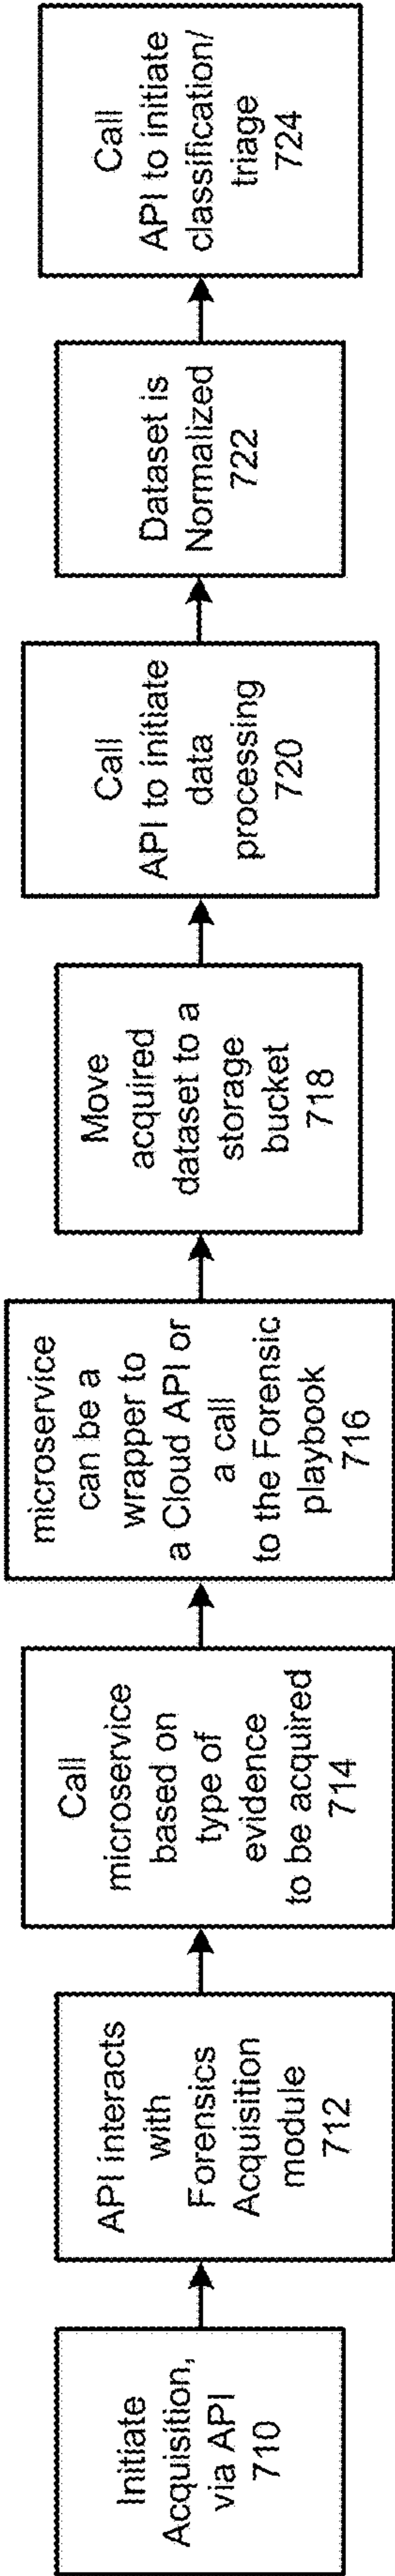 Initiate
Acquisition,
via API
710
API interacts
with
Forensics
Acquisition
module
712
Call
microservice
based on
type of
evidence
to be acquired
714
microservice
can be a
wrapper to
a Cloud API or
a call
to the Forensic
playbook
716
Move
acquired
dataset to a
storage
bucket
718
Call
API to initiate
data
processing
720
Dataset is
Normalized
722
Call
API to initiate
classification/
triage
724